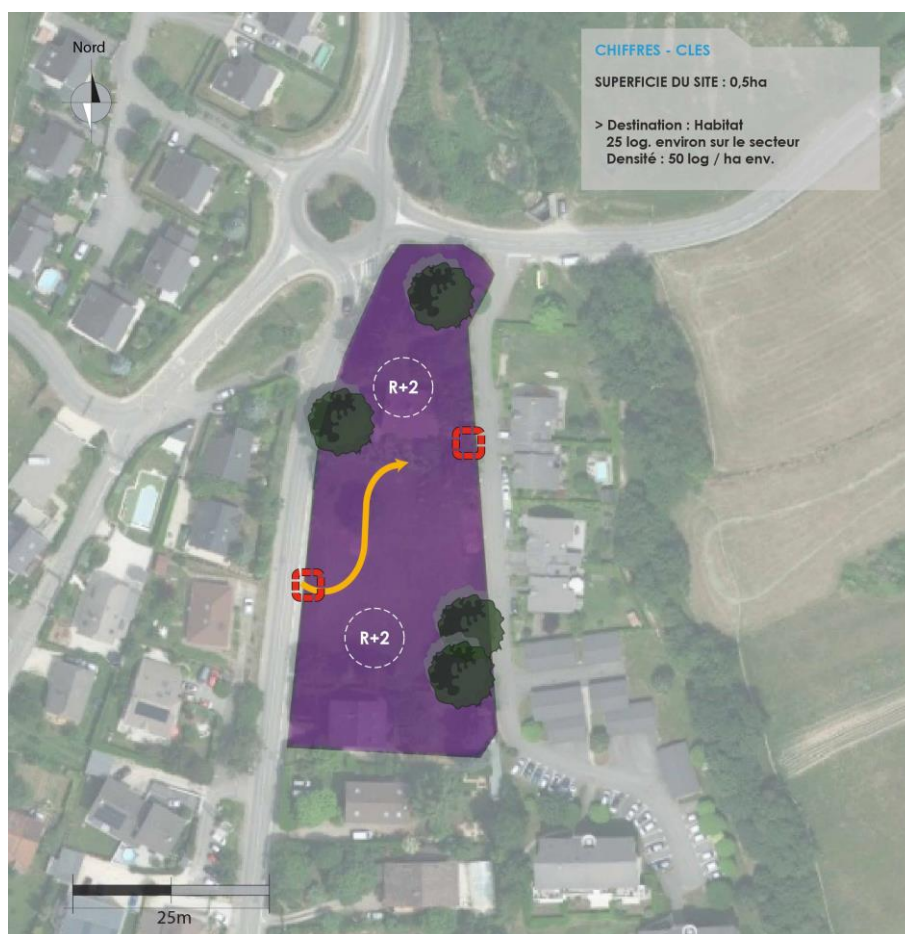 Nord
CHIFFRES - CLES
SUPERFICIE DU SITE : 0,5ha
> Destination : Habitat
25 log. environ sur le secteur
Densité : 50 log / ha env.
R+2
R+2
25m